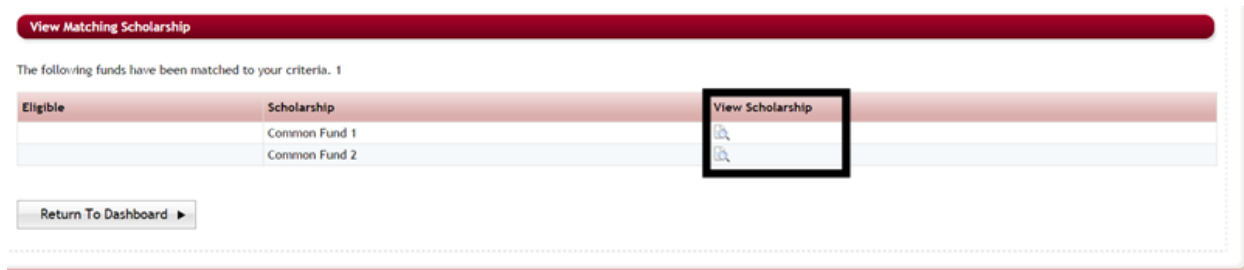 View Matching Scholarship
The following funds have been matched to your criteria. 1
Eligible Scholarship View Scholarship
Common Fund 1
Common Fund 2
Return To Dashboard